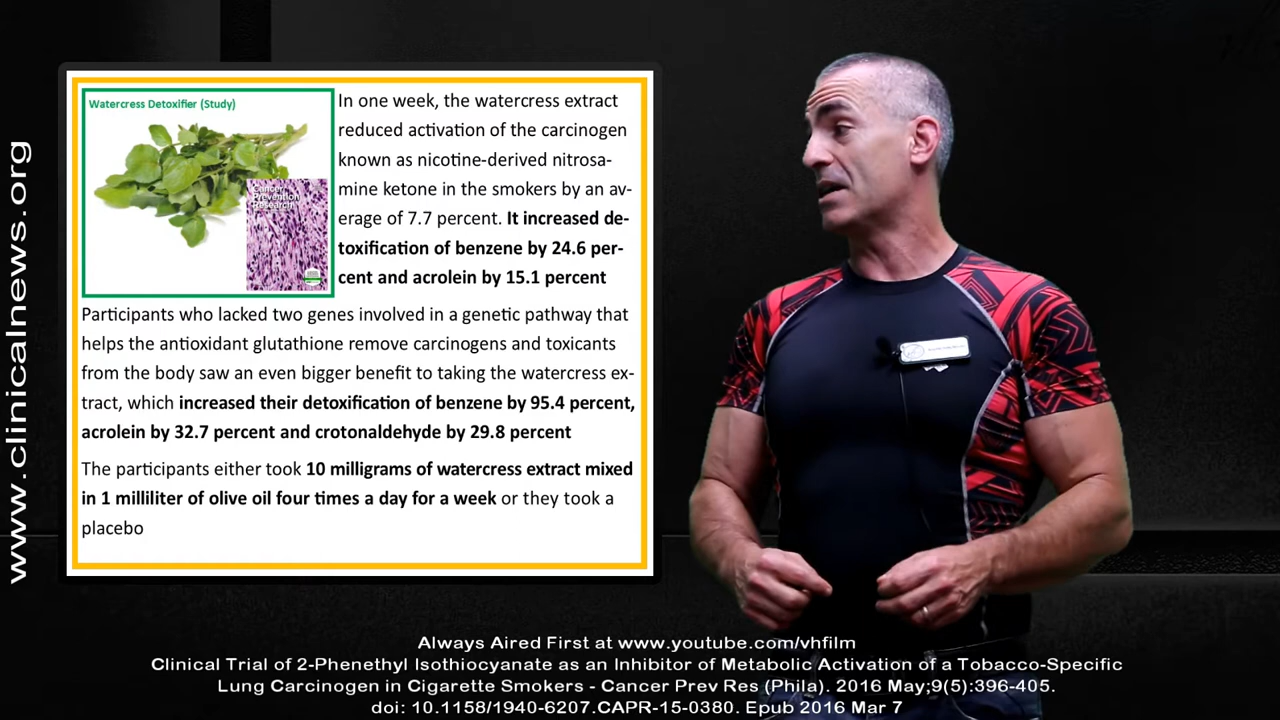 www.clinicalnews.org
Watercress Detoxifier (Study)
Cancer
Prevention
Research
In one week, the watercress extract
reduced activation of the carcinogen
known as nicotine-derived nitrosa-
mine ketone in the smokers by an av-
erage of 7.7 percent. It increased de-
toxification of benzene by 24.6 per-
cent and acrolein by 15.1 percent
Participants who lacked two genes involved in a genetic pathway that
helps the antioxidant glutathione remove carcinogens and toxicants
from the body saw an even bigger benefit to taking the watercress ex-
tract, which increased their detoxification of benzene by 95.4 percent,
acrolein by 32.7 percent and crotonaldehyde by 29.8 percent
The participants either took 10 milligrams of watercress extract mixed
in 1 milliliter of olive oil four times a day for a week or they took a
placebo
Always Aired First at www.youtube.com/vhfilm
Clinical Trial of 2-Phenethyl Isothiocyanate as an Inhibitor of Metabolic Activation of a Tobacco-Specific
Lung Carcinogen in Cigarette Smokers - Cancer Prev Res (Phila). 2016 May;9(5):396-405.
doi: 10.1158/1940-6207.CAPR-15-0380. Epub 2016 Mar 7